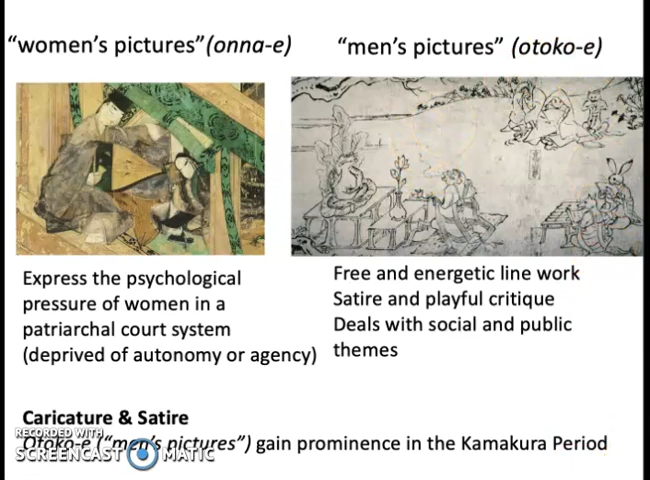 “women’s pictures”(onna-e)
“men’s pictures” (otoko-e)
Express the psychological
pressure of women in a
patriarchal court system
(deprived of autonomy or agency)
Free and energetic line work
Satire and playful critique
Deals with social and public
themes
Caricature & Satire
Otoko-e (“men’s pictures”) gain prominence in the Kamakura Period
RECORDED WITH
SCREENCAST MATIC